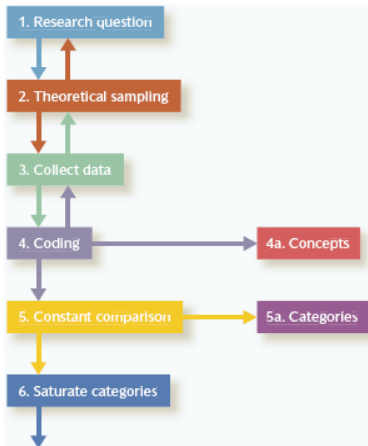 1. Research question
2. Theoretical sampling
3. Collect data
4. Coding
4a. Concepts
5. Constant comparison
5a. Categories
6. Saturate categories